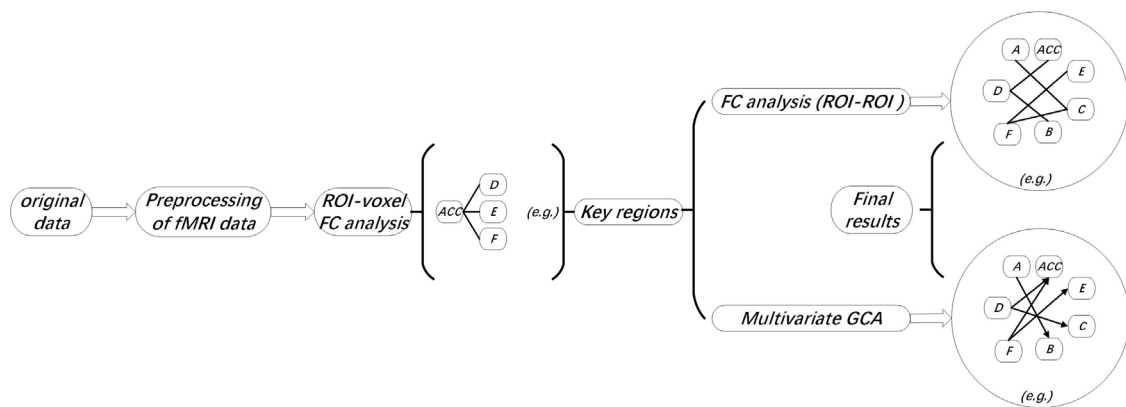 original
data
Preprocessing
of fMRI data
ROI-voxel
FC analysis
ACC
D
E
F
(e.g.)
Key regions
FC analysis (ROI-ROI )
Multivariate GCA
Final
results
A
ACC
E
D
C
F
B
(e.g.)
A
ACC
E
D
C
F
B
(e.g.)